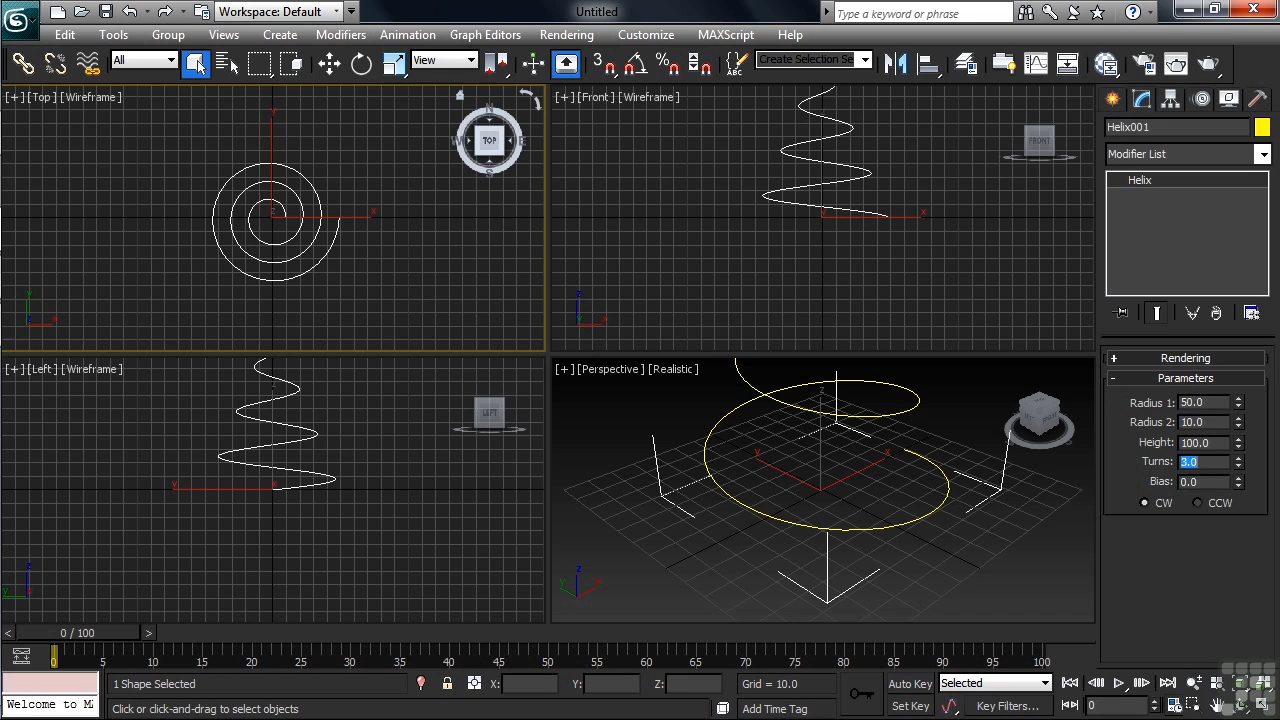 Workspace: Default
Untitled
Type a keyword or phrase
Edit Tools Group Views Create Modifiers Animation Graph Editors Rendering Customize MAXScript Help
All
View
3
Create Selection Se
ABC
[+] [Top] [Wireframe]
[+] [Front] [Wireframe]
N
W TOP E
S
FRONT
y
z x
y x
y
z x
z
y x
[+] [Left] [Wireframe]
[+] [Perspective] [Realistic]
LEFT
z
y x
y x
z
y x
z
y x
Helix001
Modifier List
Helix
+ Rendering
- Parameters
Radius 1: 50.0
Radius 2: 10.0
Height: 100.0
Turns: 3.0
Bias: 0.0
CW CCW
< 0 / 100 >
0 5 10 15 20 25 30 35 40 45 50 55 60 65 70 75 80 85 90 95 100
1 Shape Selected
X: Y: Z:
Grid = 10.0
Auto Key
Selected
Welcome to MA
Click or click-and-drag to select objects
Add Time Tag
Set Key
Key Filters...
0